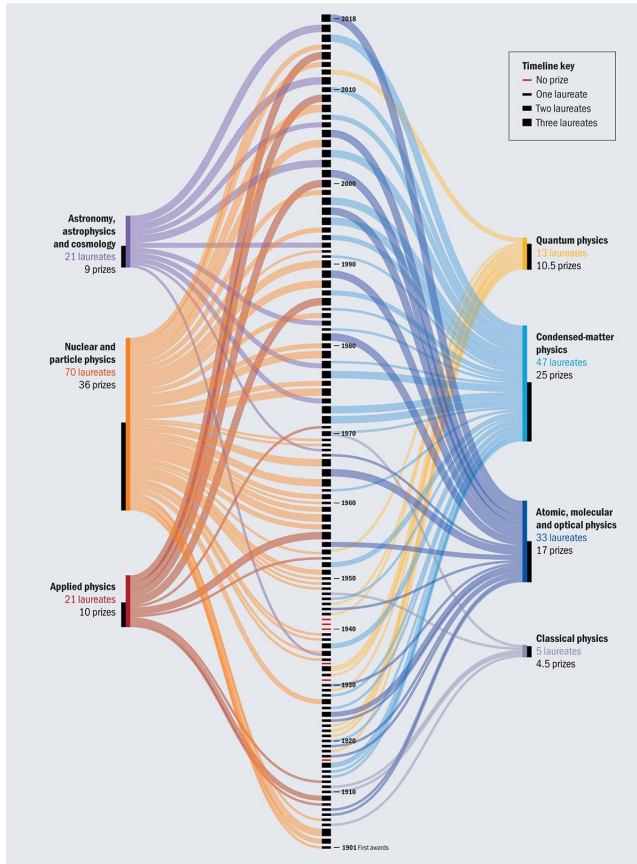 2018
Timeline key
No prize
One laureate
Two laureates
Three laureates
2010
2000
Astronomy,
astrophysics
and cosmology
21 laureates
9 prizes
Quantum physics
13 laureates
10.5 prizes
1990
Nuclear and
particle physics
70 laureates
36 prizes
Condensed-matter
physics
47 laureates
25 prizes
1980
1970
1960
Atomic, molecular
and optical physics
33 laureates
17 prizes
Applied physics
21 laureates
10 prizes
1950
1940
Classical physics
5 laureates
4.5 prizes
1930
1920
1910
1901 First awards